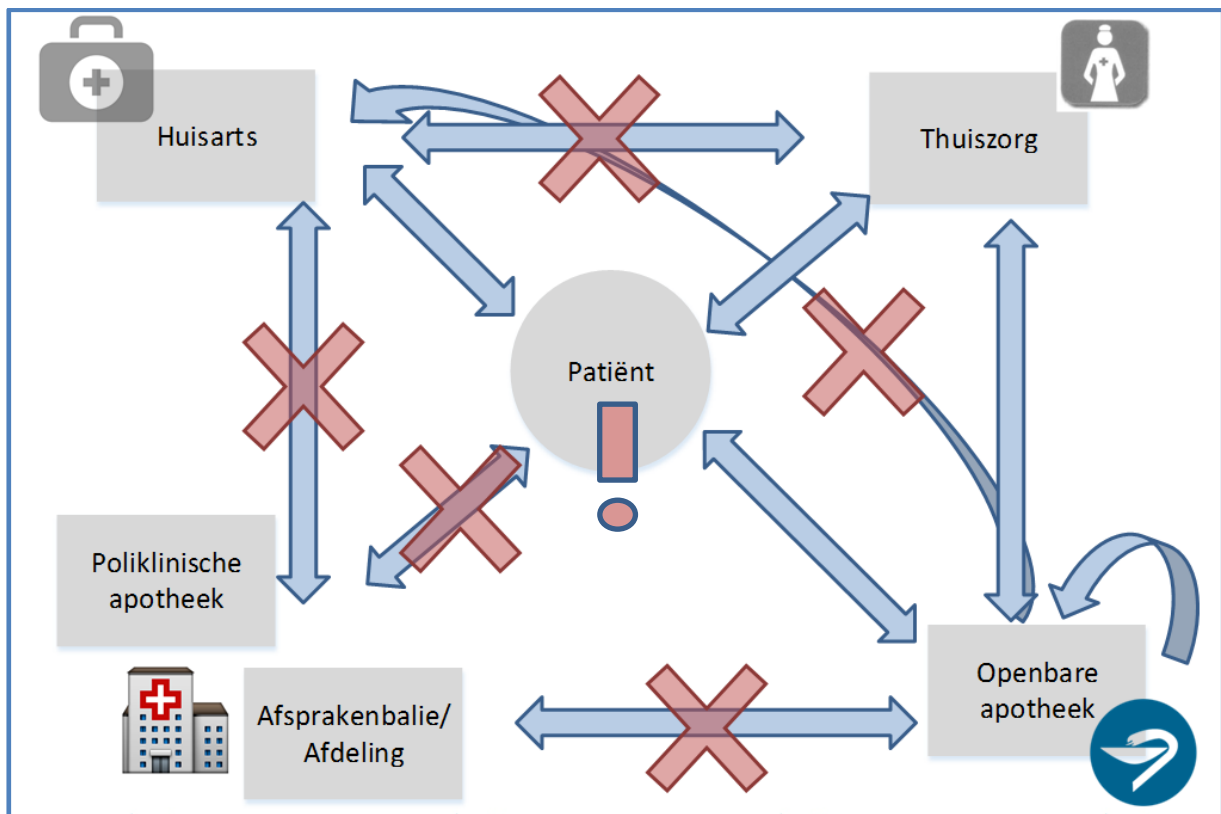 Huisarts
Thuiszorg
Patiënt
Poliklinische
apotheek
Afsprakenbalie/
Afdeling
Openbare
apotheek